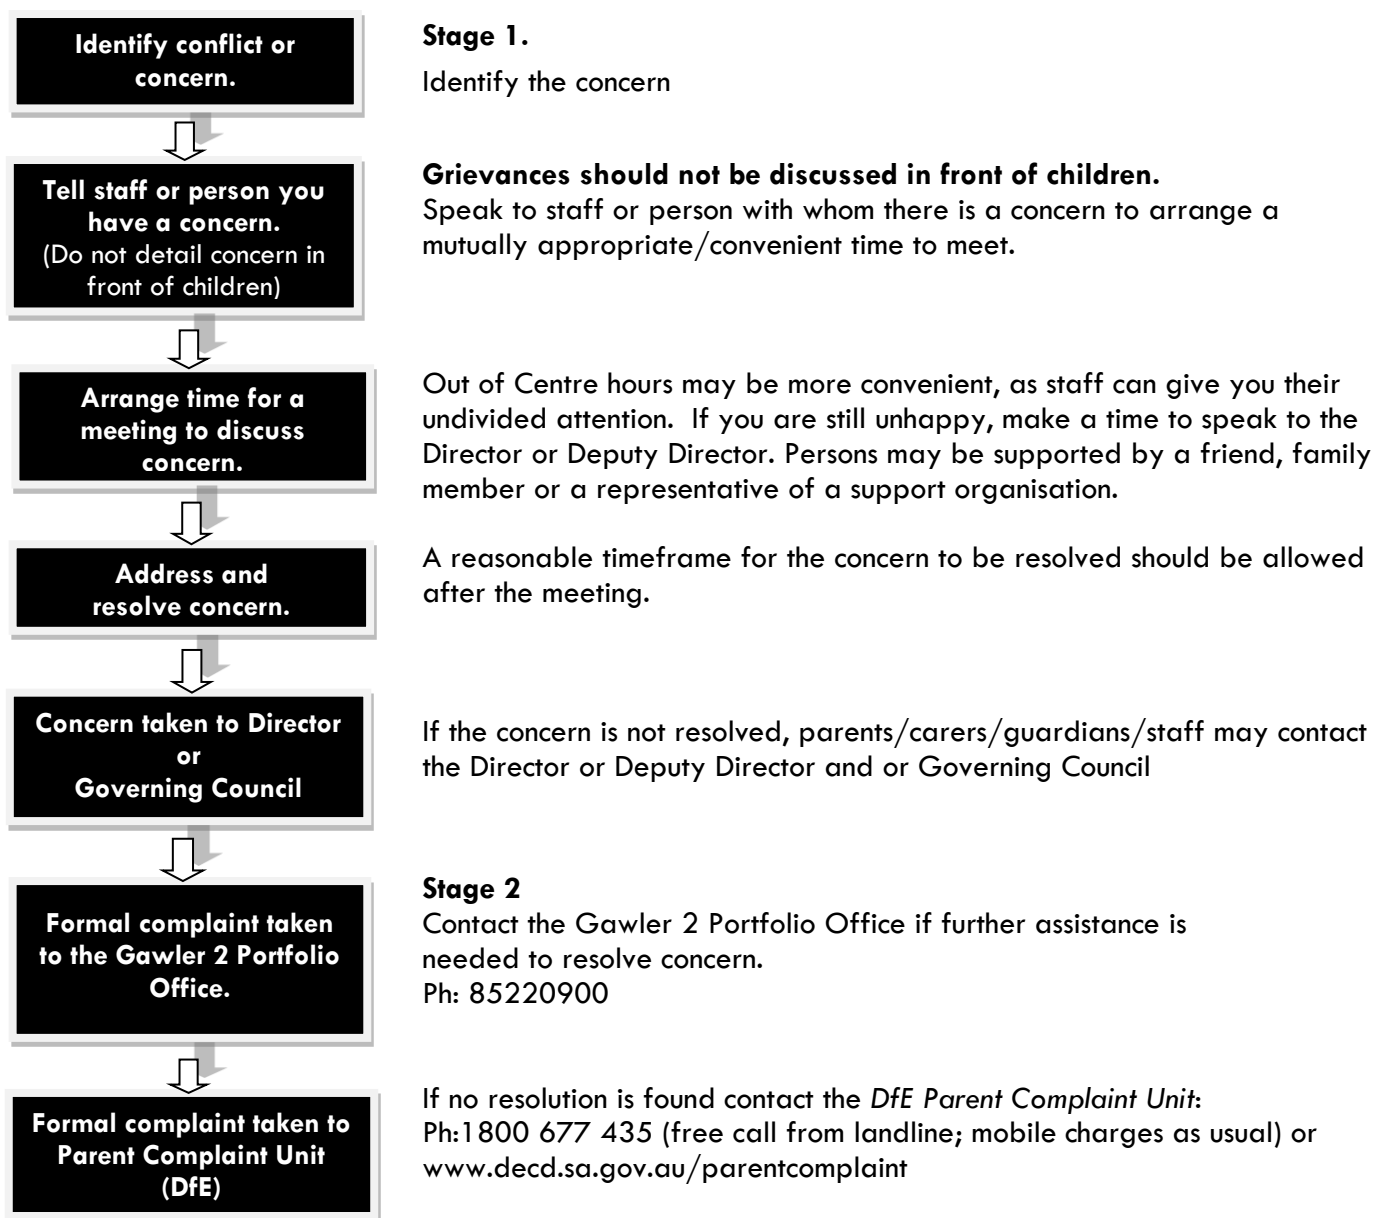 Identify conflict or
concern.
Stage 1.
Identify the concern
Tell staff or person you
have a concern.
(Do not detail concern in
front of children)
Grievances should not be discussed in front of children.
Speak to staff or person with whom there is a concern to arrange a
mutually appropriate/convenient time to meet.
Arrange time for a
meeting to discuss
concern.
Out of Centre hours may be more convenient, as staff can give you their
undivided attention.  If you are still unhappy, make a time to speak to the
Director or Deputy Director. Persons may be supported by a friend, family
member or a representative of a support organisation.
Address and
resolve concern.
A reasonable timeframe for the concern to be resolved should be allowed
after the meeting.
Concern taken to Director
or
Governing Council
If the concern is not resolved, parents/carers/guardians/staff may contact
the Director or Deputy Director and or Governing Council
Formal complaint taken
to the Gawler 2 Portfolio
Office.
Stage 2
Contact the Gawler 2 Portfolio Office if further assistance is
needed to resolve concern.
Ph: 85220900
Formal complaint taken to
Parent Complaint Unit
(DfE)
If no resolution is found contact the DfE Parent Complaint Unit:
Ph:1800 677 435 (free call from landline; mobile charges as usual) or
www.decd.sa.gov.au/parentcomplaint